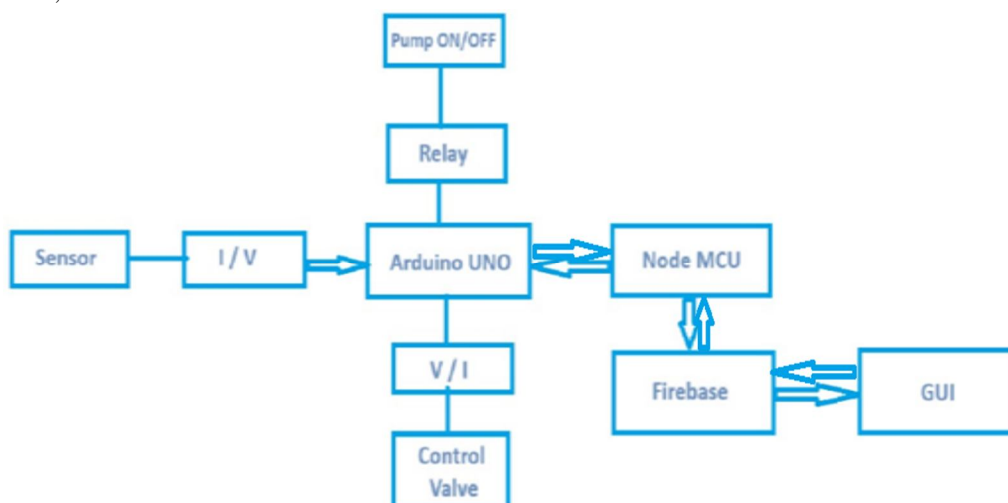 Pump ON/OFF
Relay
Sensor
I / V
Arduino UNO
Node MCU
V / I
Firebase
GUI
Control
Valve